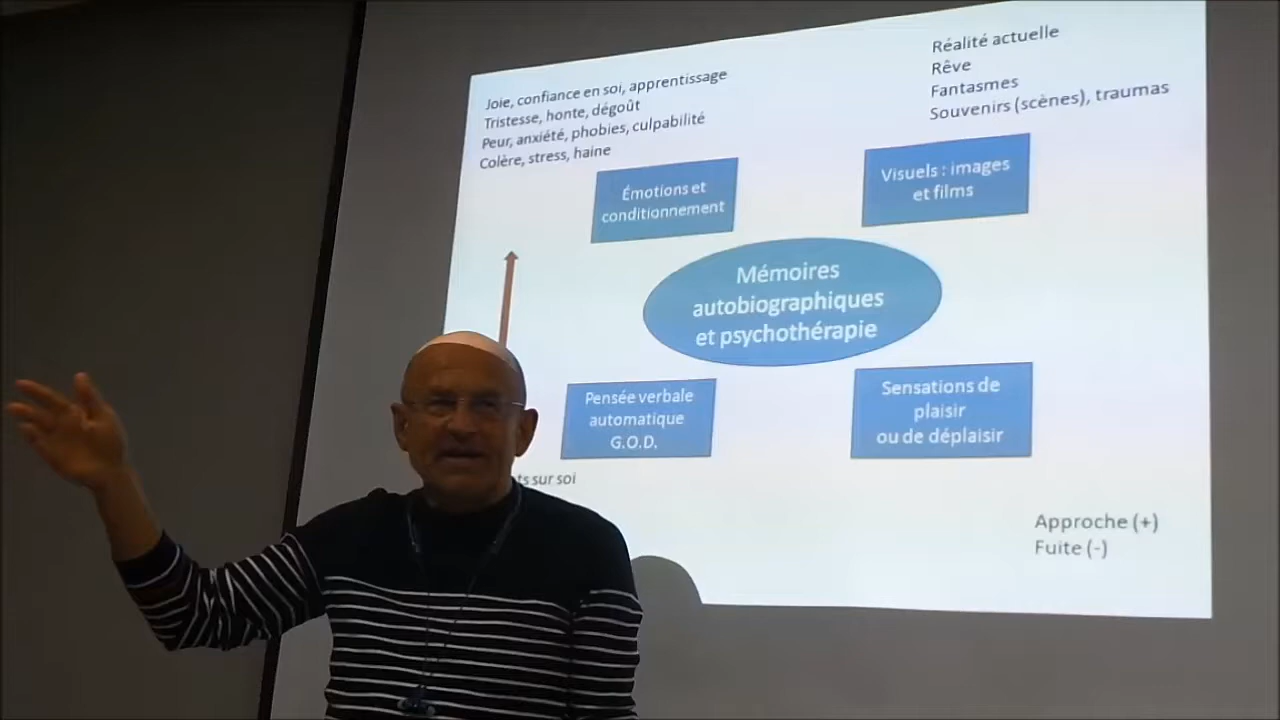 Joie, confiance en soi, apprentissage
Tristesse, honte, dégoût
Peur, anxiété, phobies, culpabilité
Colère, stress, haine
Réalité actuelle
Rêve
Fantasmes
Souvenirs (scènes), traumas
Émotions et
conditionnement
Visuels : images
et films
Mémoires
autobiographiques
et psychothérapie
Pensée verbale
automatique
G.O.D.
Sensations de
plaisir
ou de déplaisir
sur soi
Approche (+)
Fuite (-)